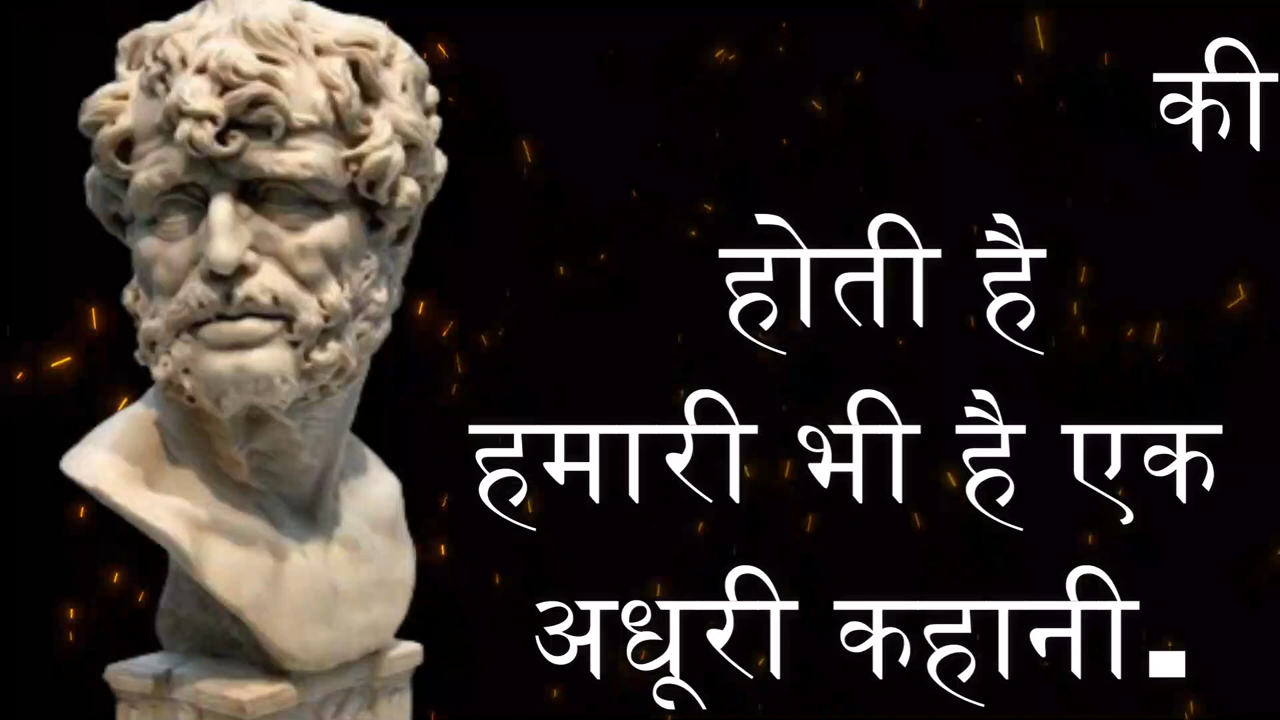 की
होती है
हमारी भी है एक
अधूरी कहानी.